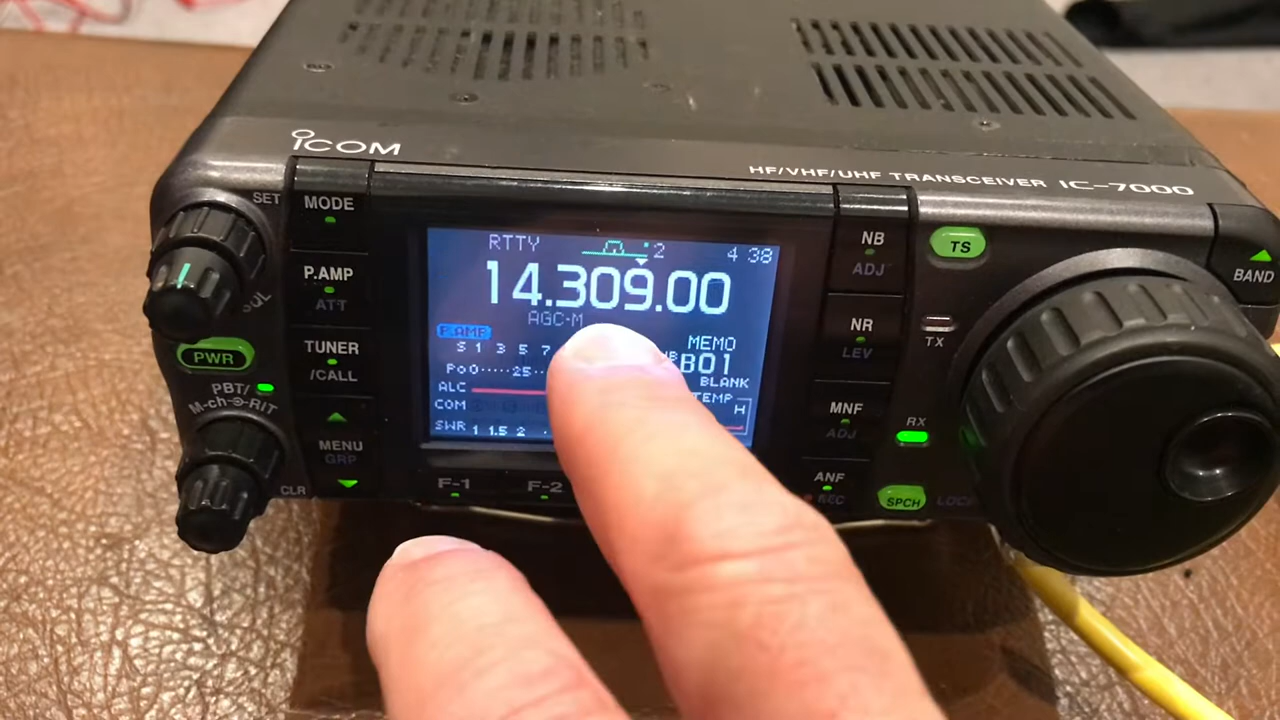 ICOM
HF/VHF/UHF TRANSCEIVER IC-7000
SET
MODE
P.AMP
ATT
TUNER
/CALL
MENU
GRP
SQL
PWR
PBT/
M-ch RIT
CLR
RTTY 2 4 38
14.309.00
AGC-M
P.AMP
MEMO
S 1 3 5 7
B01
Po0.....25..
BLANK
ALC
TEMP
COM
H
SWR 1 1.5 2
F-1 F-2
NB
ADJ
NR
LEV
MNF
ADJ
ANF
REC
TS
TX
RX
SPCH LOCK
BAND